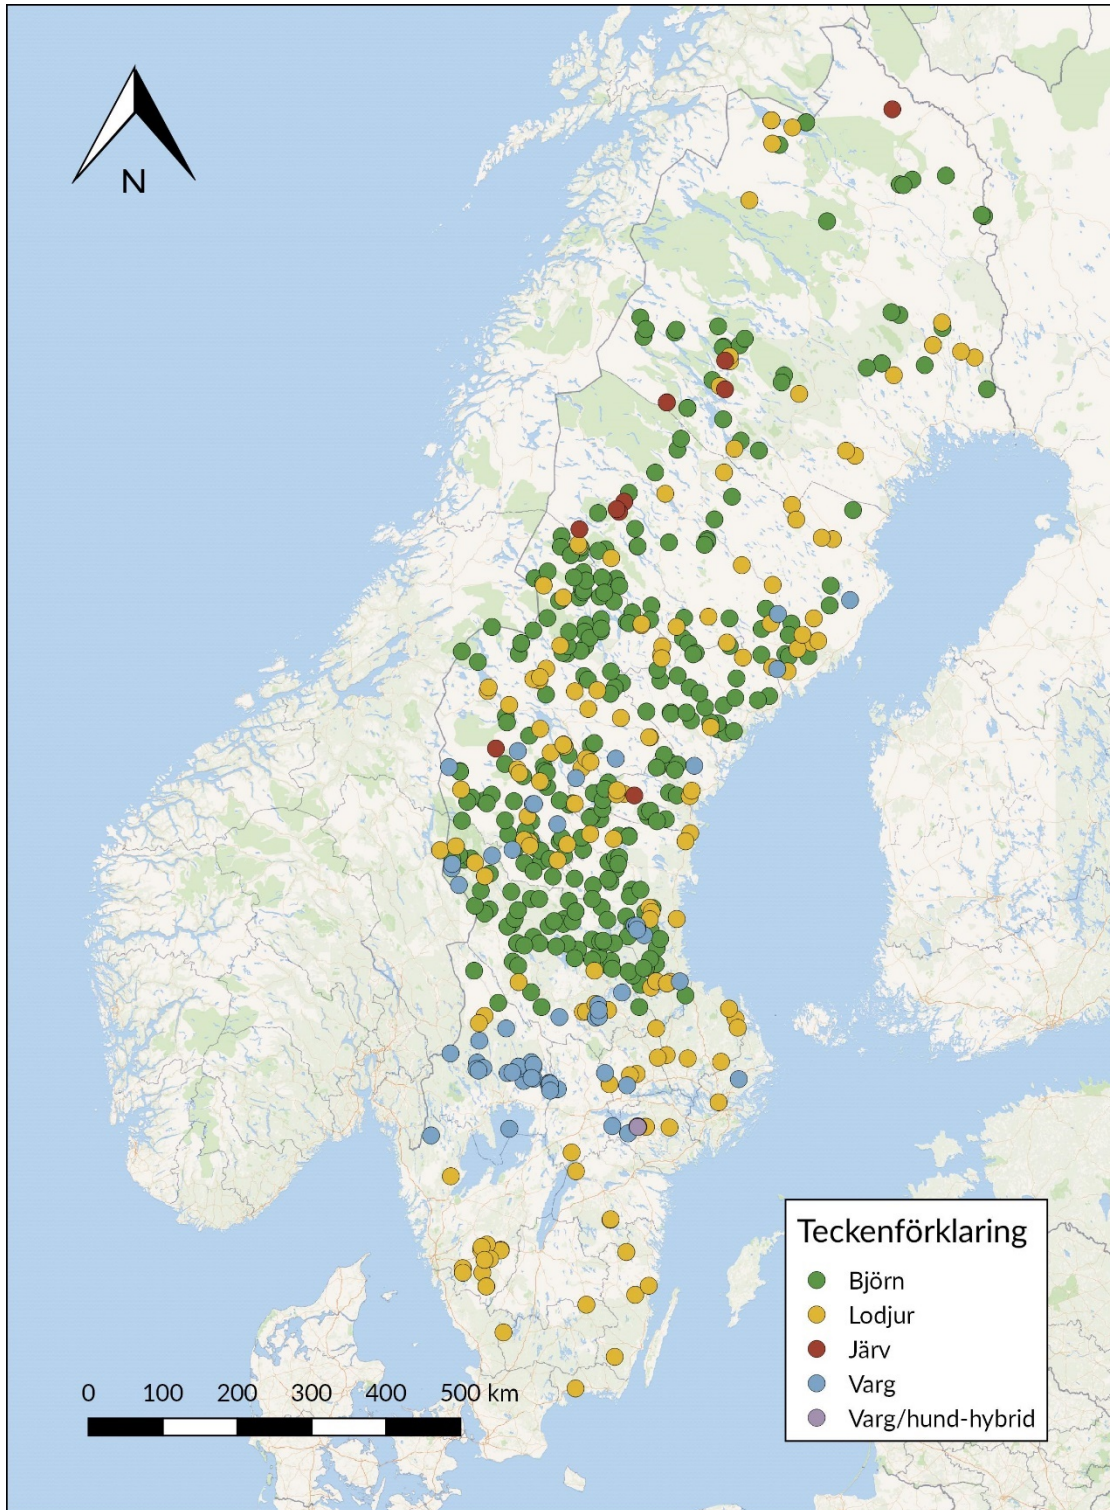 N
Teckenförklaring
Björn
Lodjur
Järv
Varg
Varg/hund-hybrid
0 100 200 300 400 500 km